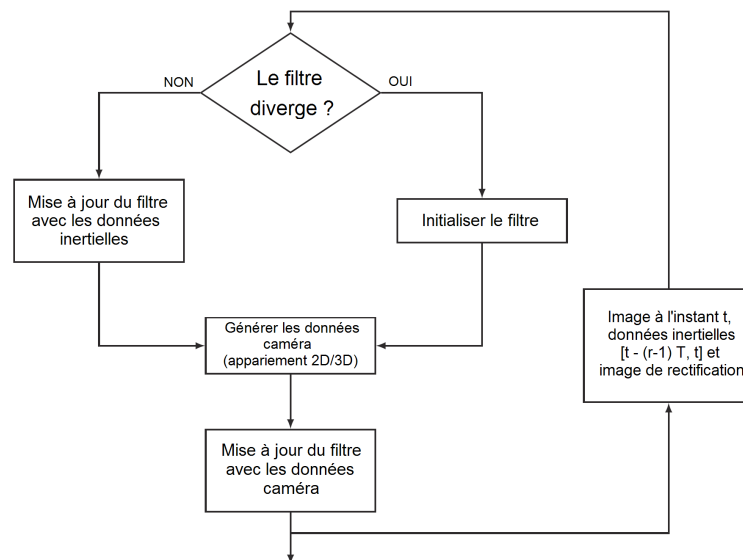 Le filtre
diverge ?
NON
OUI
Mise à jour du filtre
avec les données
inertielles
Initialiser le filtre
Générer les données
caméra
(appariement 2D/3D)
Image à l'instant t,
données inertielles
[t - (r-1) T, t] et
image de rectification
Mise à jour du filtre
avec les données
caméra